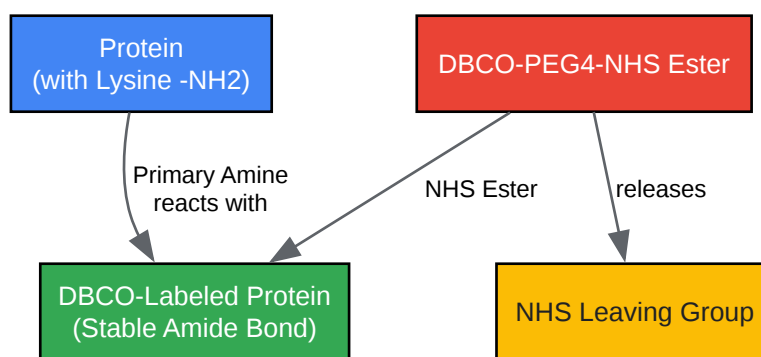 Protein
(with Lysine -NH2)
DBCO-PEG4-NHS Ester
Primary Amine
reacts with
NHS Ester
releases
DBCO-Labeled Protein
(Stable Amide Bond)
NHS Leaving Group